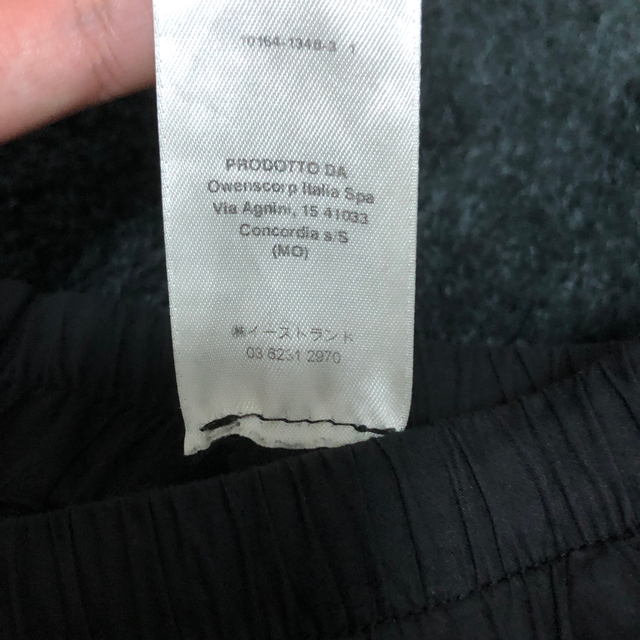 10164-1348-3 1
PRODOTTO DA
Owenscorp Italia Spa
Via Agnini, 15 41033
Concordia s/S
(MO)
㈱イーストランド
03 6231 2970